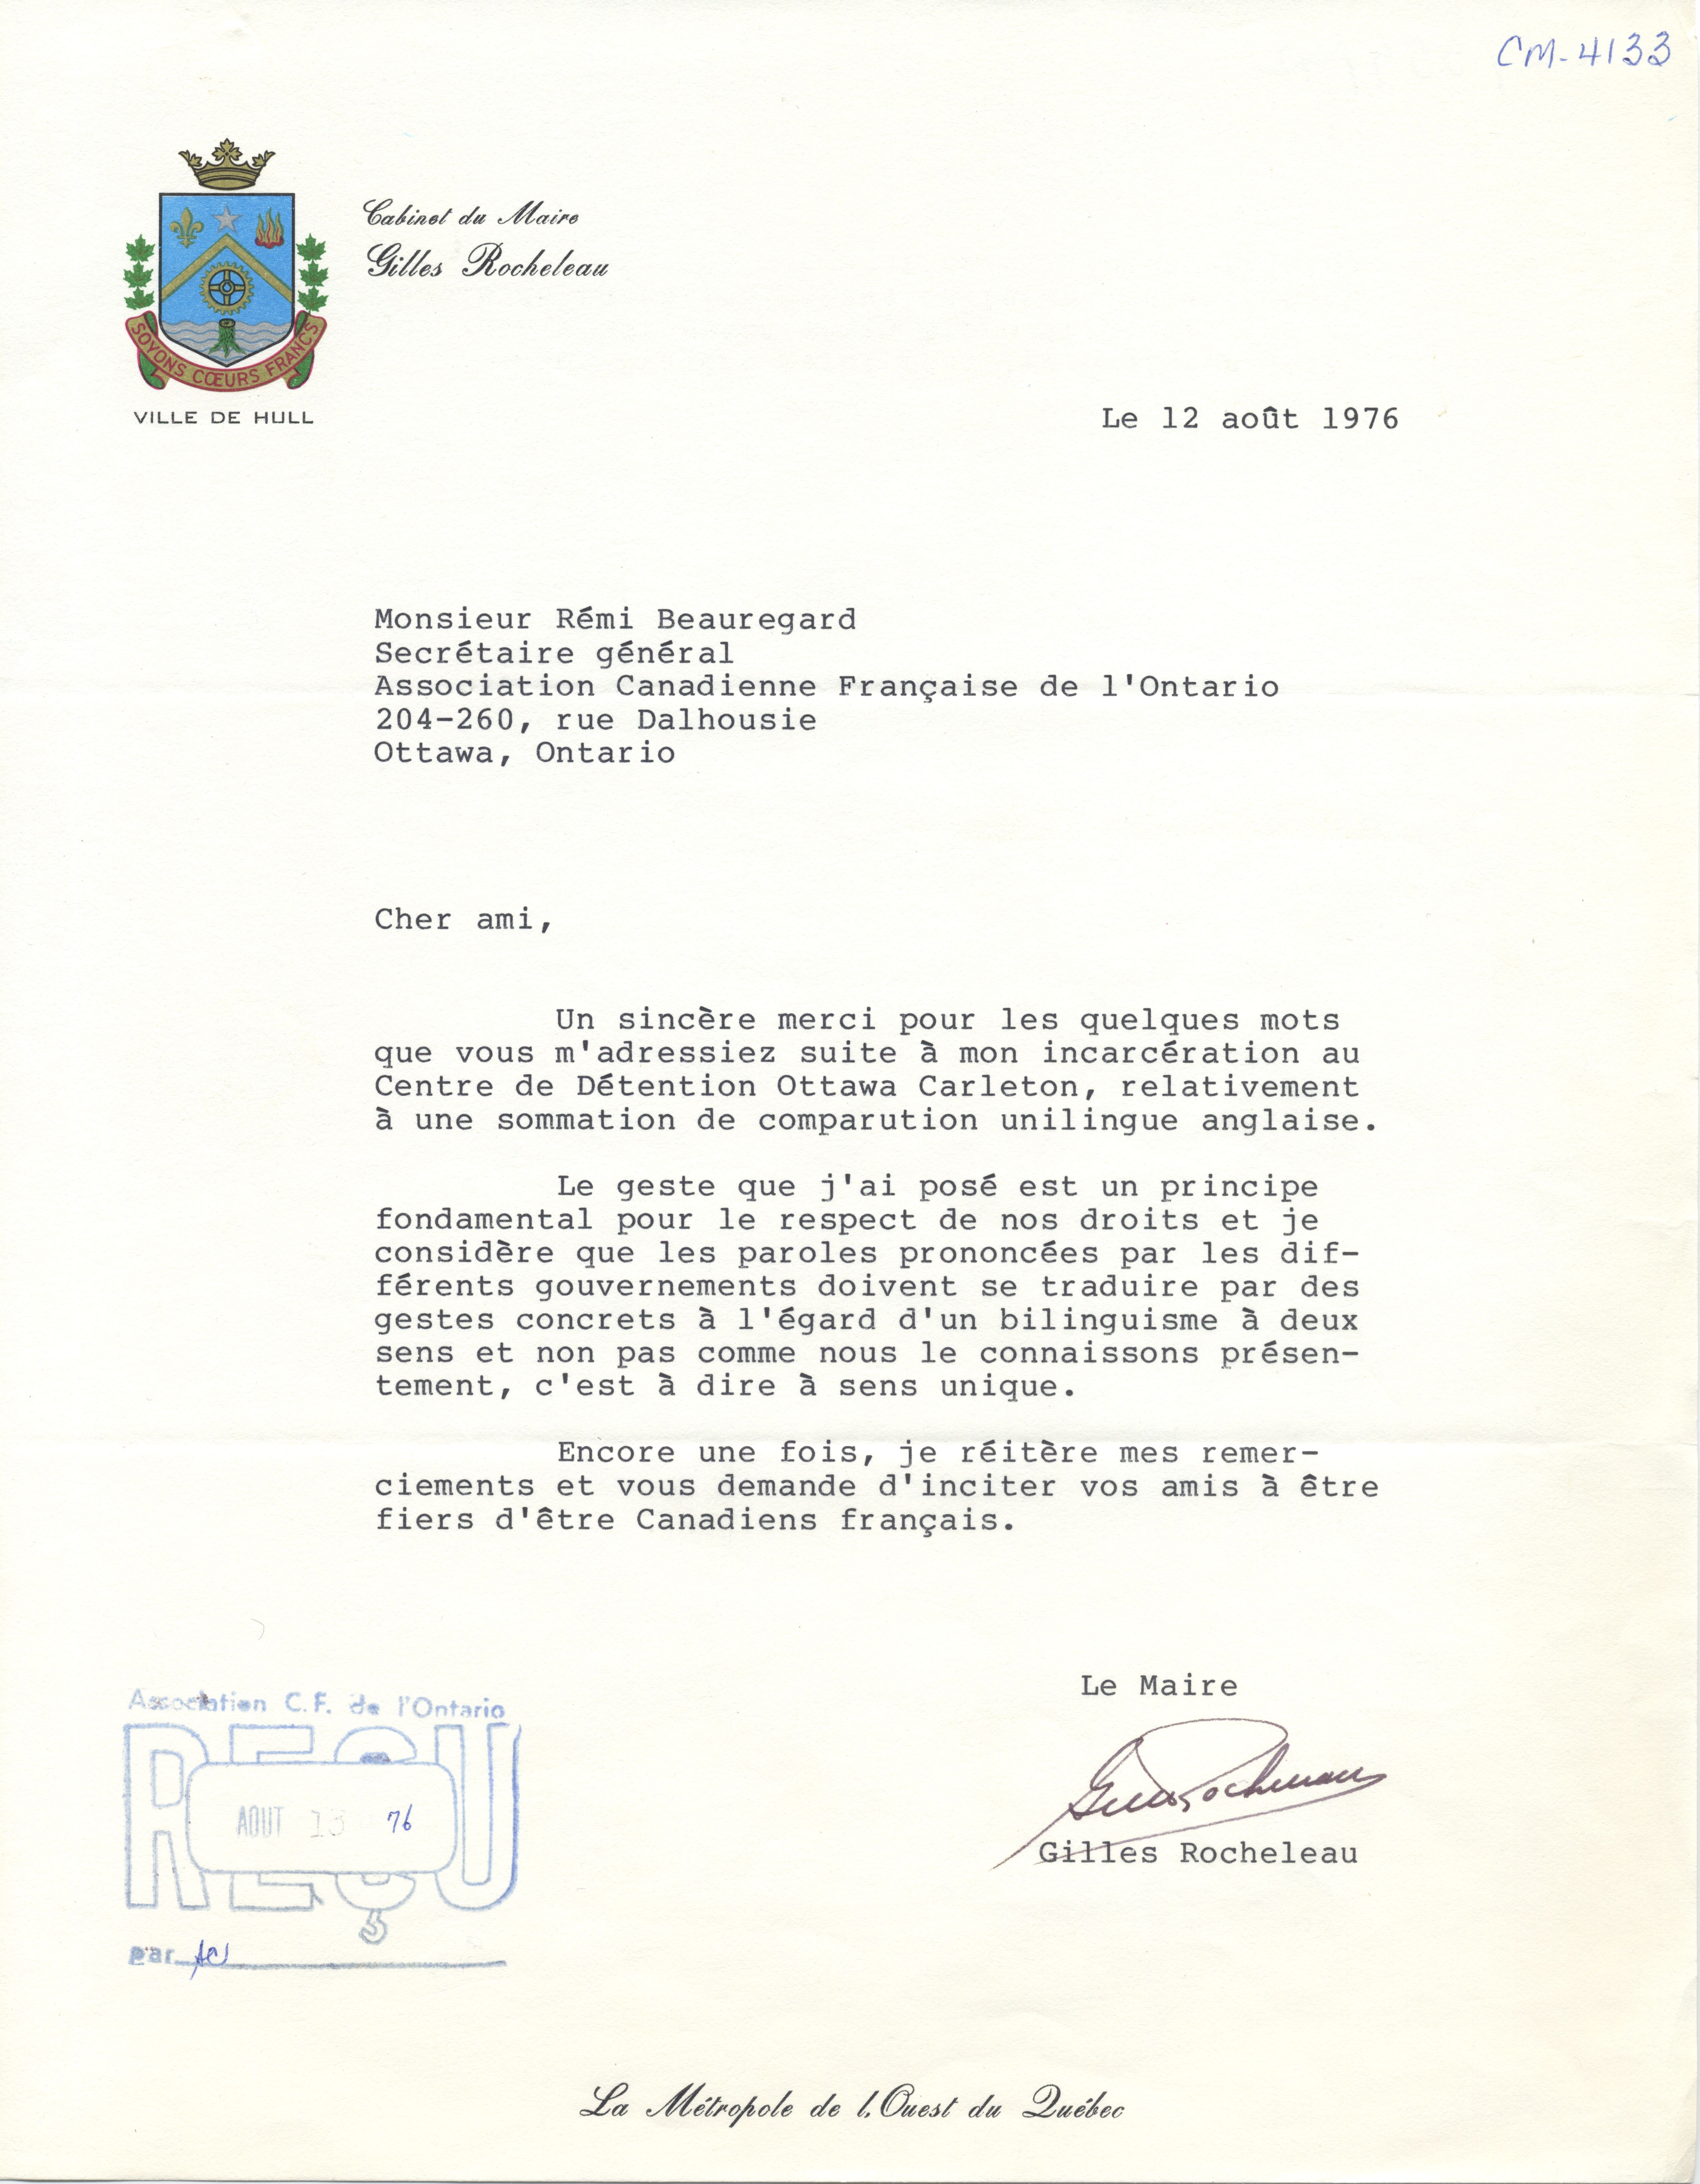 CM-4133
Cabinet du Maire
Gilles Rocheleau
SOYONS CŒURS FRANCS
VILLE DE HULL
Le 12 août 1976
Monsieur Rémi Beauregard
Secrétaire général
Association Canadienne Française de l'Ontario
204-260, rue Dalhousie
Ottawa, Ontario
Cher ami,
Un sincère merci pour les quelques mots
que vous m'adressiez suite à mon incarcération au
Centre de Détention Ottawa Carleton, relativement
à une sommation de comparution unilingue anglaise.
Le geste que j'ai posé est un principe
fondamental pour le respect de nos droits et je
considère que les paroles prononcées par les dif-
férents gouvernements doivent se traduire par des
gestes concrets à l'égard d'un bilinguisme à deux
sens et non pas comme nous le connaissons présen-
tement, c'est à dire à sens unique.
Encore une fois, je réitère mes remer-
ciements et vous demande d'inciter vos amis à être
fiers d'être Canadiens français.
Le Maire
Gilles Rocheleau
Gilles Rocheleau
Association C.F. de l'Ontario
REÇU
AOUT 13 76
par
La Métropole de l'Ouest du Québec